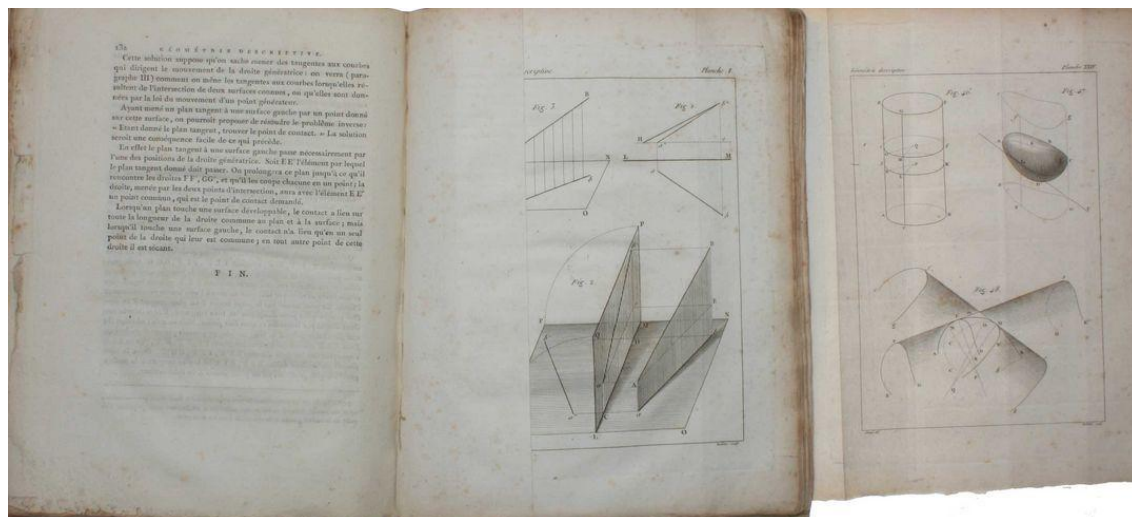 132 GÉOMÉTRIE DESCRIPTIVE.
Cette solution suppose qu'on sache mener des tangentes aux courbes
qui dirigent le mouvement de la droite génératrice: on verra (para-
graphe III) comment on mène les tangentes aux courbes lorsqu'elles ré-
sultent de l'intersection de deux surfaces connues, ou qu'elles sont don-
nées par la loi du mouvement d'un point générateur.
Ayant mené un plan tangent à une surface gauche par un point donné
sur cette surface, on pourroit proposer de résoudre le problème inverse:
« Etant donné le plan tangent, trouver le point de contact. » La solution
seroit une conséquence facile de ce qui précède.
En effet le plan tangent à une surface gauche passe nécessairement par
l'une des positions de la droite génératrice. Soit EE' l'élément par lequel
le plan tangent donné doit passer. On prolongera ce plan jusqu'à ce qu'il
rencontre les droites FF', GG', et qu'il les coupe chacune en un point; la
droite, menée par les deux points d'intersection, aura avec l'élément EE'
un point commun, qui est le point de contact demandé.
Lorsqu'un plan touche une surface développable, le contact a lieu sur
toute la longueur de la droite commune au plan et à la surface; mais
lorsqu'il touche une surface gauche, le contact n'a lieu qu'en un seul
point de la droite qui leur est commune; en tout autre point de cette
droite il est sécant.
FIN.
Planche I
Fig. 3
Fig. 2
Géométrie descriptive
Fig. 46
Fig. 47
Fig. 48